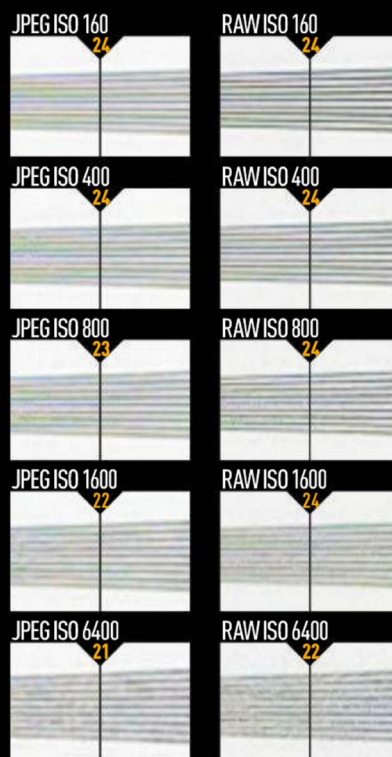 JPEG ISO 160
24
RAW ISO 160
24
JPEG ISO 400
24
RAW ISO 400
24
JPEG ISO 800
23
RAW ISO 800
24
JPEG ISO 1600
22
RAW ISO 1600
24
JPEG ISO 6400
21
RAW ISO 6400
22